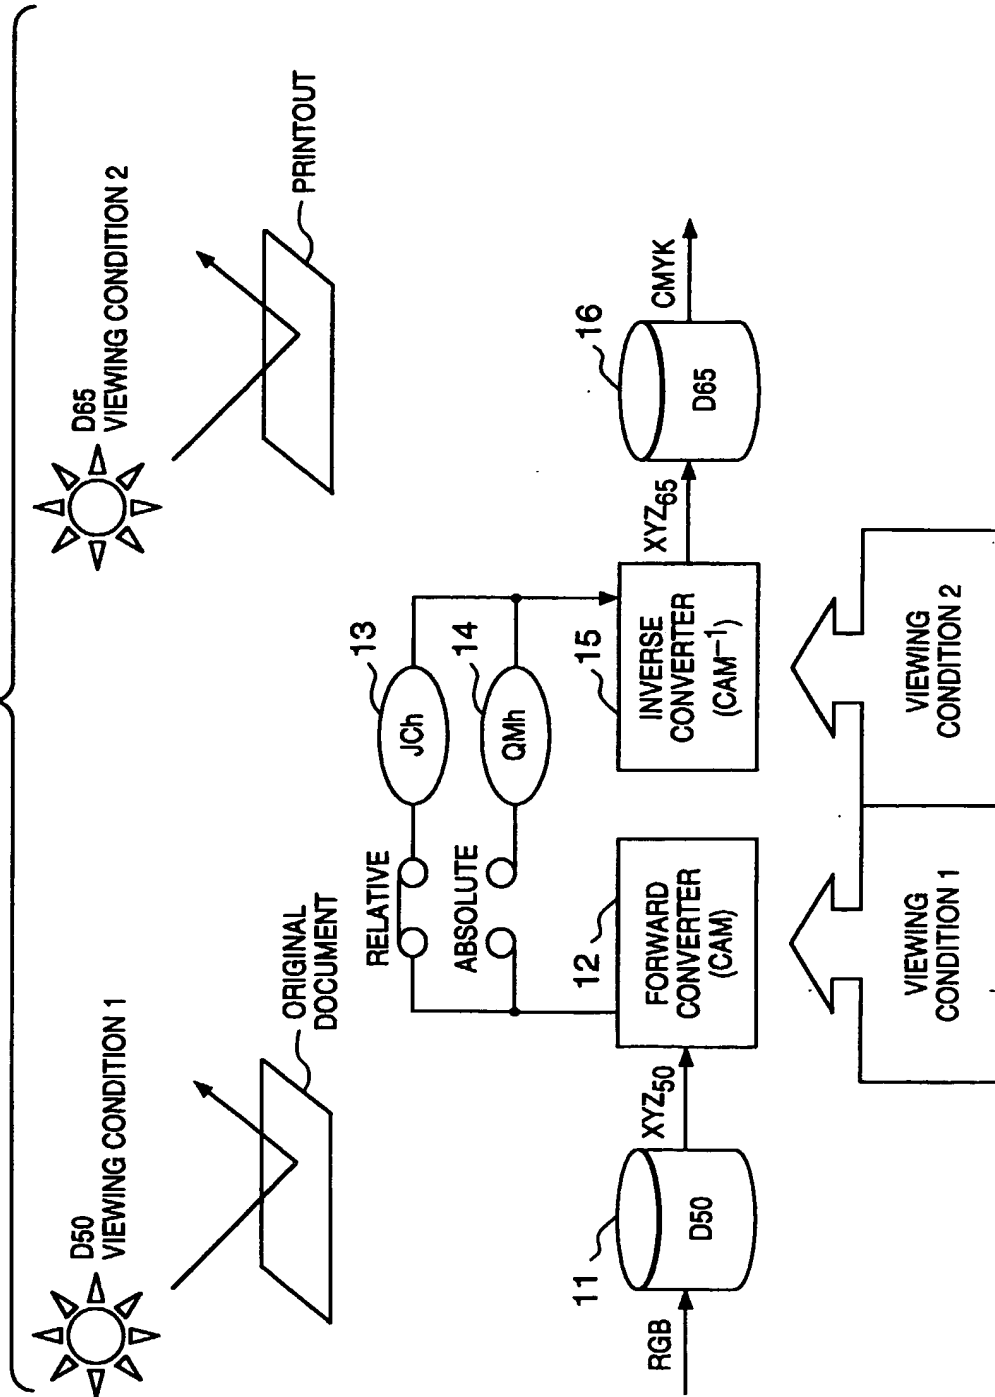 D50
VIEWING CONDITION 1
D65
VIEWING CONDITION 2
ORIGINAL
DOCUMENT
PRINTOUT
RELATIVE
JCh
13
ABSOLUTE
QMh
14
12
15
16
11
RGB
D50
XYZ50
FORWARD
CONVERTER
(CAM)
INVERSE
CONVERTER
(CAM-1)
XYZ65
D65
CMYK
VIEWING
CONDITION 1
VIEWING
CONDITION 2